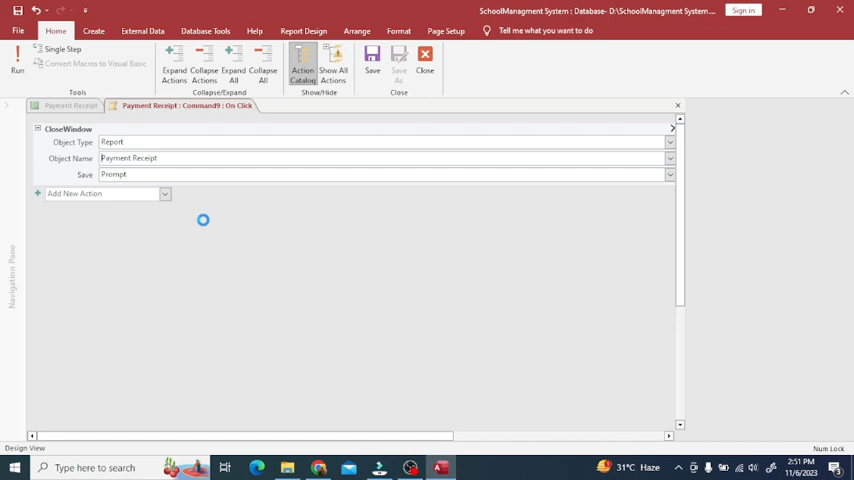 SchoolManagment System : Database- D:\SchoolManagment System....
Sign in
File
Home
Create
External Data
Database Tools
Help
Report Design
Arrange
Format
Page Setup
Tell me what you want to do
Run
Single Step
Convert Macros to Visual Basic
Tools
Expand Actions
Collapse Actions
Expand All
Collapse All
Collapse/Expand
Action Catalog
Show All Actions
Show/Hide
Save
Save As
Close
Close
Payment Receipt
Payment Receipt : Command9 : On Click
CloseWindow
Object Type Report
Object Name Payment Receipt
Save Prompt
Add New Action
Navigation Pane
Design View
Num Lock
Type here to search
31°C Haze
2:51 PM
11/6/2023
3